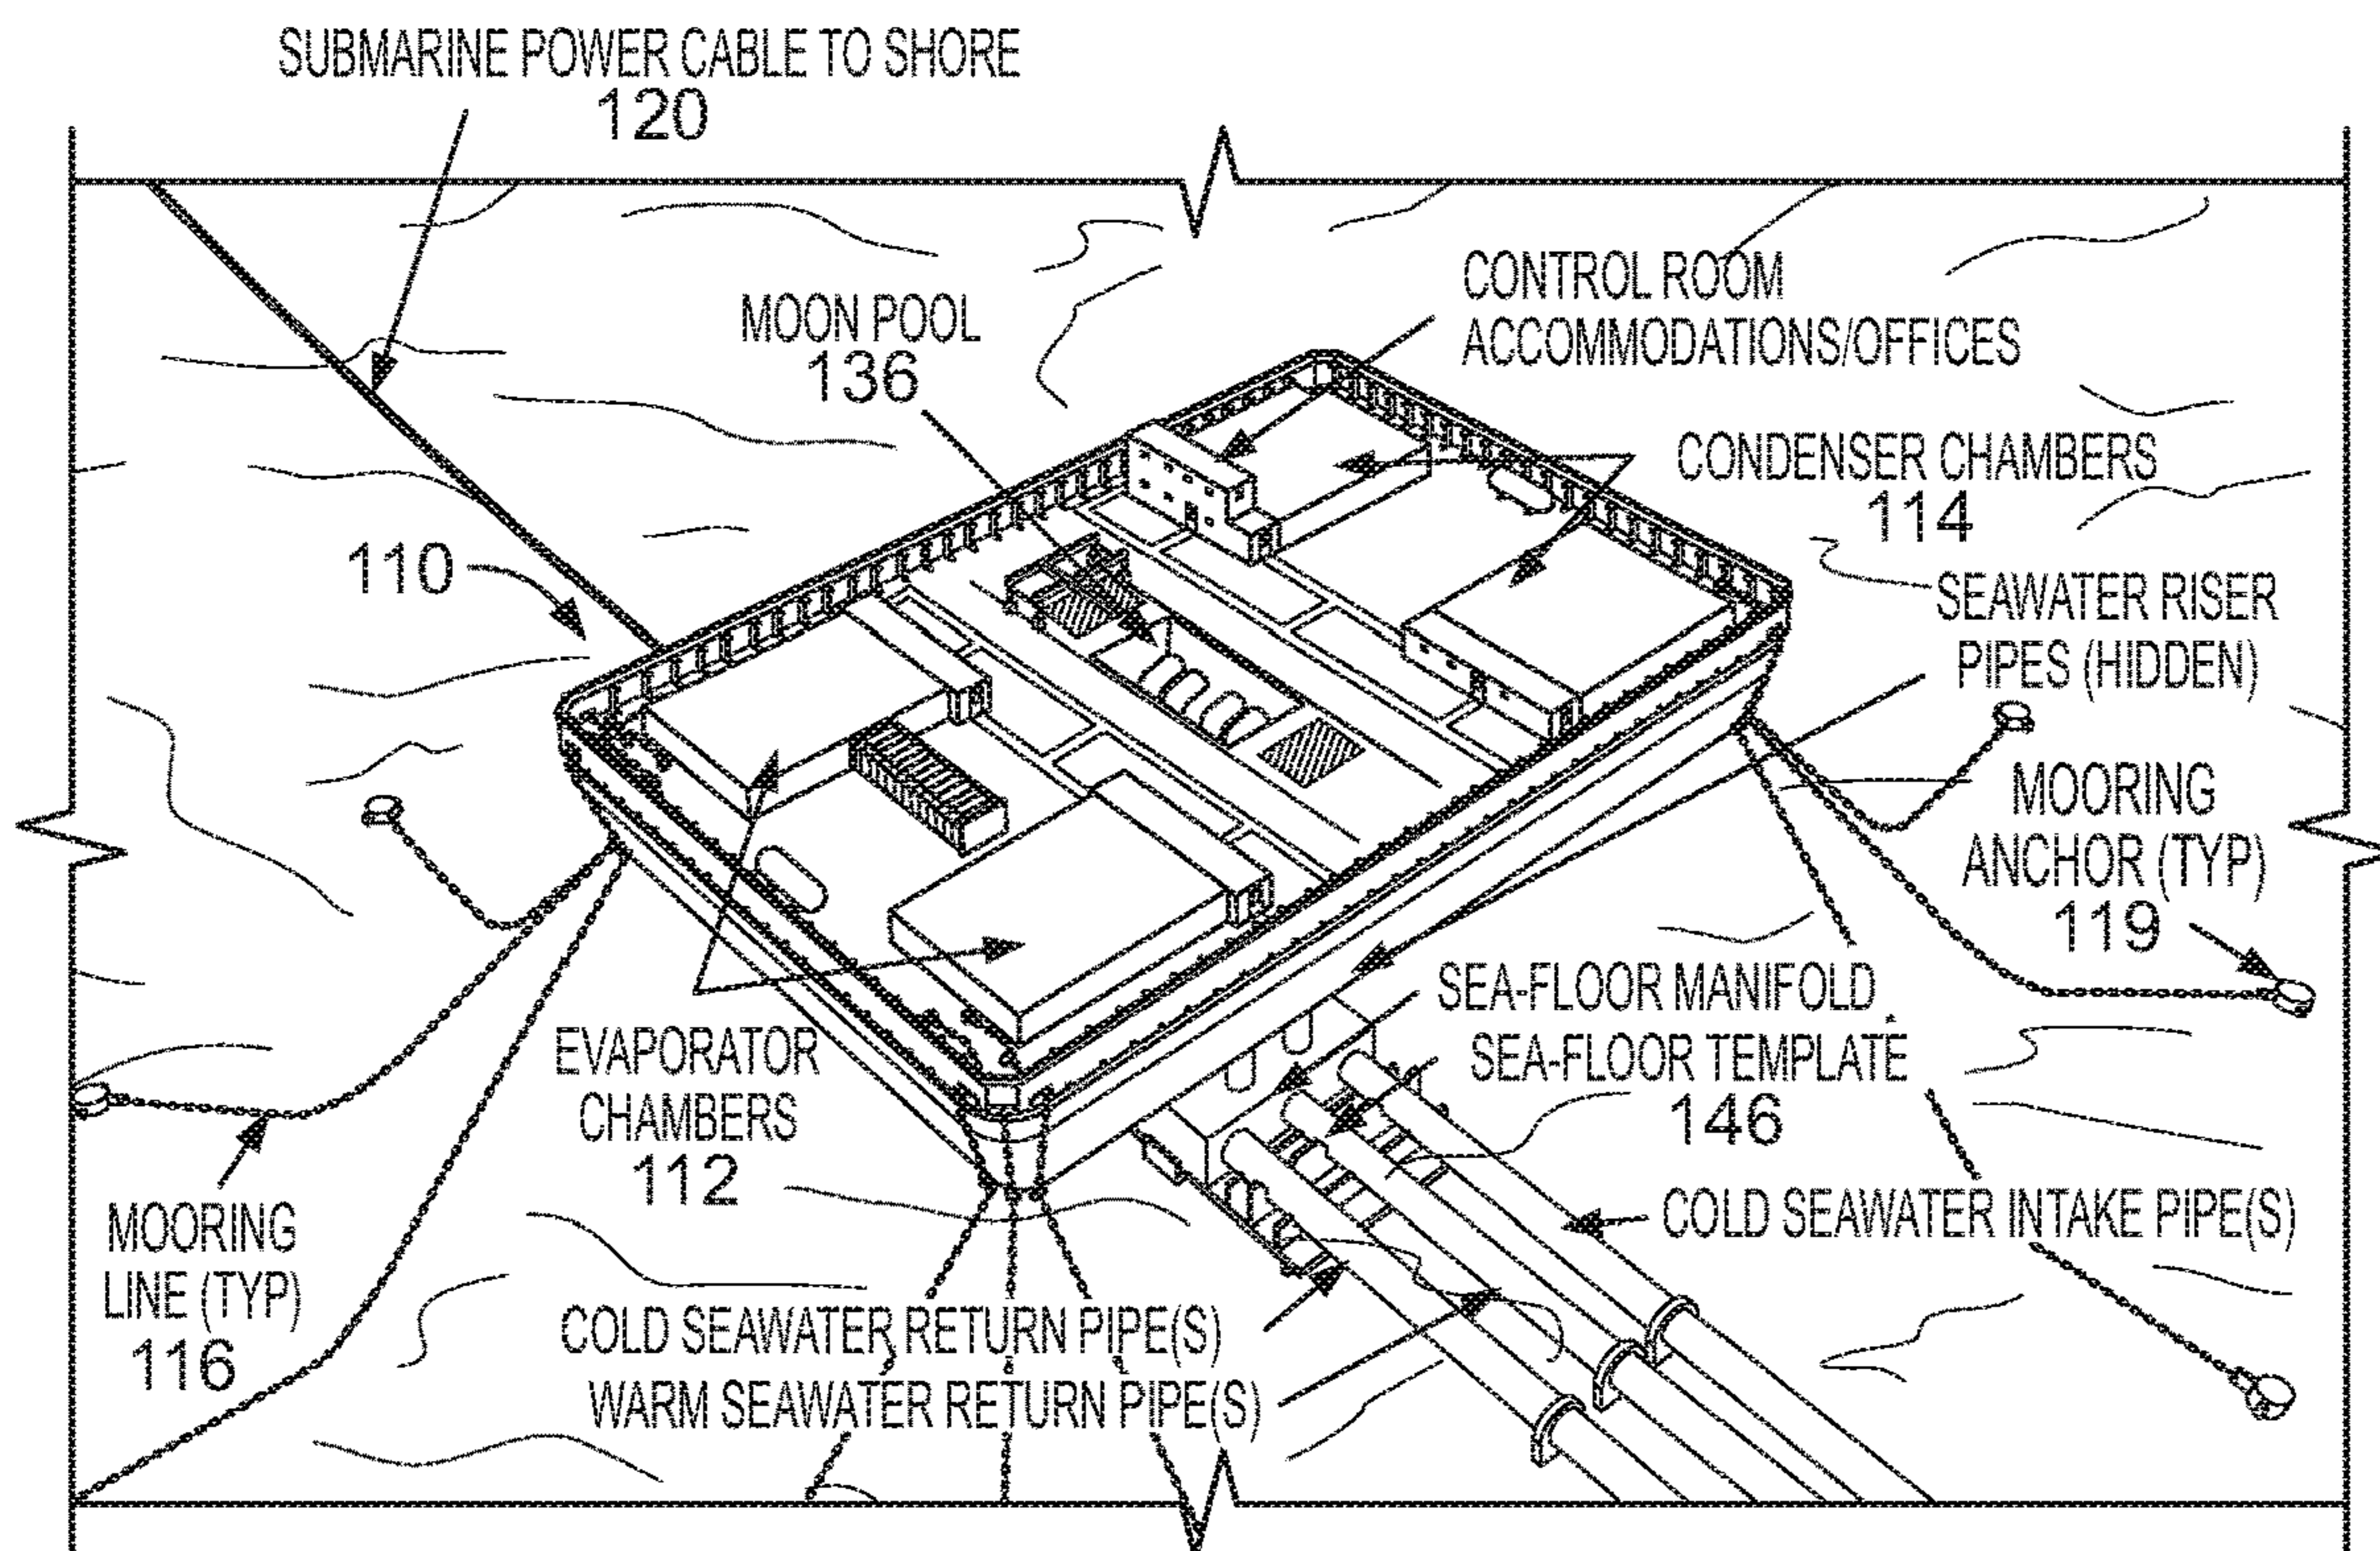 SUBMARINE POWER CABLE TO SHORE
120
MOON POOL
136
CONTROL ROOM
ACCOMMODATIONS/OFFICES
CONDENSER CHAMBERS
114
110
SEAWATER RISER
PIPES (HIDDEN)
MOORING
ANCHOR (TYP)
119
SEA-FLOOR MANIFOLD
SEA-FLOOR TEMPLATE
146
EVAPORATOR
CHAMBERS
112
COLD SEAWATER INTAKE PIPE(S)
MOORING
LINE (TYP)
116
COLD SEAWATER RETURN PIPE(S)
WARM SEAWATER RETURN PIPE(S)